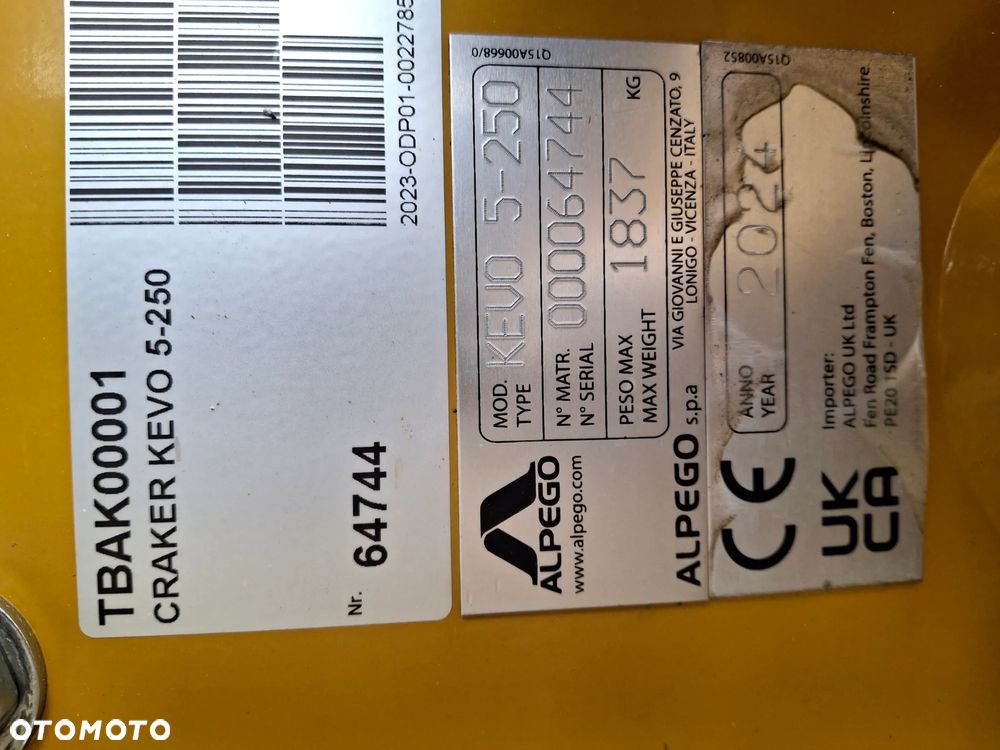 TBAK00001
CRAKER KEVO 5-250
Nr. 64744
2023-ODP01-0022785
ALPEGO
www.alpego.com
Q15A00668/0
MOD.
TYPE
KEVO 5-250
N° MATR.
N° SERIAL
000064744
PESO MAX
MAX WEIGHT
1837 KG
ALPEGO s.p.a
VIA GIOVANNI E GIUSEPPE CENZATO, 9
LONIGO - VICENZA - ITALY
Q15A00852
CE
ANNO
YEAR
2024
UK
CA
Importer:
ALPEGO UK Ltd
Fen Road Frampton Fen, Boston, Lincolnshire
PE20 1SD - UK
OTOMOTO